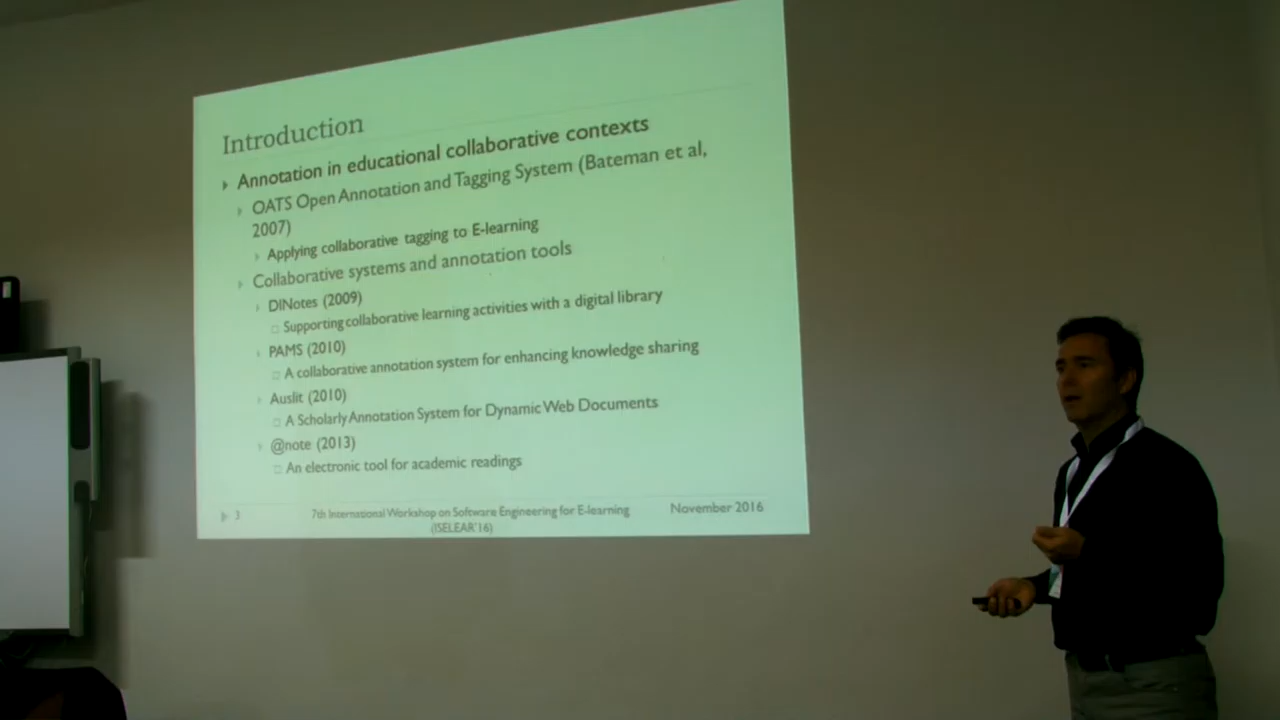 Introduction
Annotation in educational collaborative contexts
OATS Open Annotation and Tagging System (Bateman et al,
2007)
Applying collaborative tagging to E-learning
Collaborative systems and annotation tools
DINotes (2009)
Supporting collaborative learning activities with a digital library
PAMS (2010)
A collaborative annotation system for enhancing knowledge sharing
Auslit (2010)
A Scholarly Annotation System for Dynamic Web Documents
@note (2013)
An electronic tool for academic readings
3
7th International Workshop on Software Engineering for E-learning
(ISELEAR'16)
November 2016